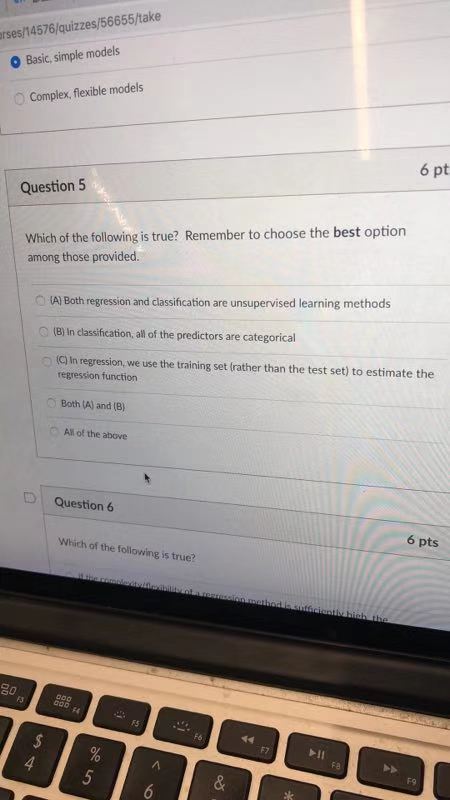 rses/14576/quizzes/56655/take
Basic, simple models
Complex, flexible models
Question 5
6 pt
Which of the following is true? Remember to choose the best option
among those provided.
(A) Both regression and classification are unsupervised learning methods
(B) In classification, all of the predictors are categorical
(C) In regression, we use the training set (rather than the test set) to estimate the
regression function
Both (A) and (B)
All of the above
Question 6
6 pts
Which of the following is true?
If the complexity/flexibility of a regression method is sufficiently high, the
F3
F4
F5
F6
F7
F8
F9
$
4
%
5
^
6
&
*